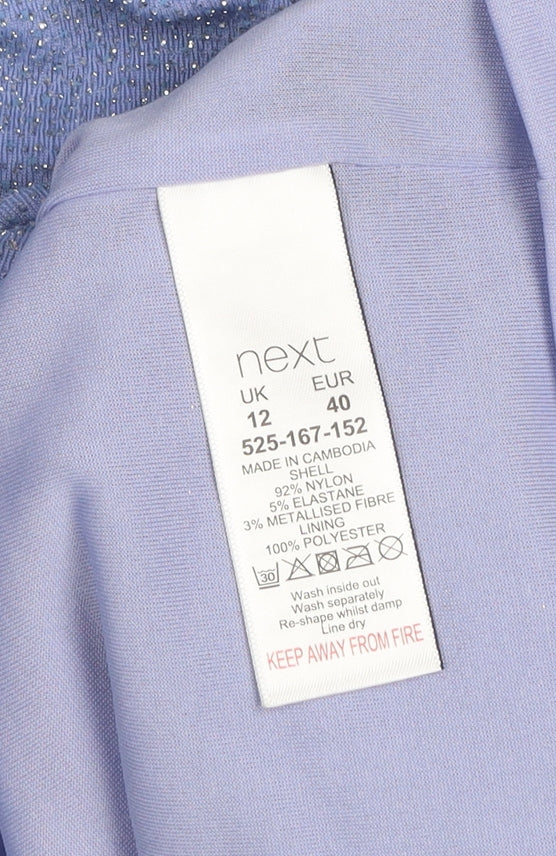 next
UK EUR
12 40
525-167-152
MADE IN CAMBODIA
SHELL
92% NYLON
5% ELASTANE
3% METALLISED FIBRE
LINING
100% POLYESTER
30
Wash inside out
Wash separately
Re-shape whilst damp
Line dry
KEEP AWAY FROM FIRE